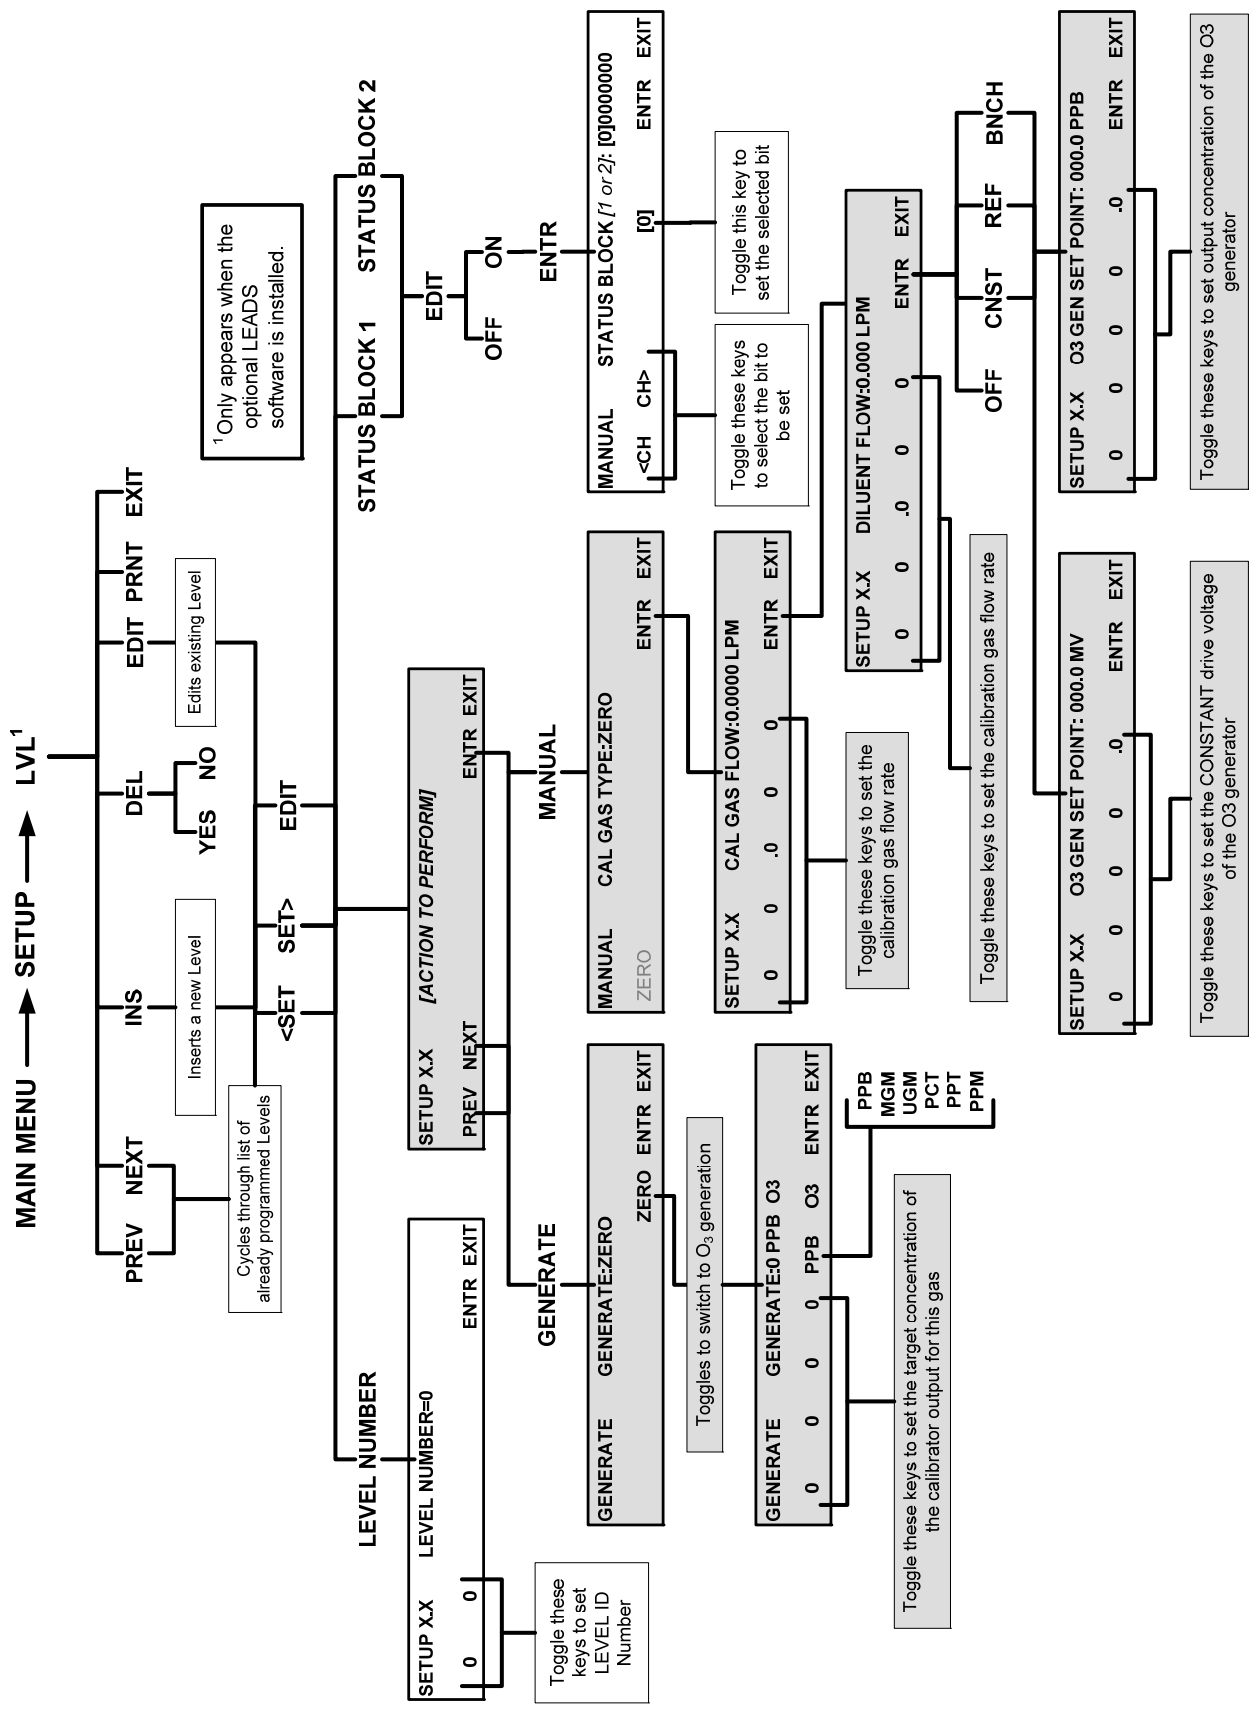 MAIN MENU SETUP LVL1
PREV NEXT INS DEL EDIT PRNT EXIT
Cycles through list of
already programmed Levels
Inserts a new Level
YES NO
Edits existing Level
1Only appears when the
optional LEADS
software is installed.
<SET SET> EDIT
LEVEL NUMBER
STATUS BLOCK 1 STATUS BLOCK 2
SETUP X.X LEVEL NUMBER=0
0 0 ENTR EXIT
Toggle these
keys to set
LEVEL ID
Number
SETUP X.X [ACTION TO PERFORM]
PREV NEXT ENTR EXIT
EDIT
OFF ON
ENTR
GENERATE MANUAL
GENERATE GENERATE:ZERO
ZERO ENTR EXIT
Toggles to switch to O3 generation
GENERATE GENERATE:0 PPB O3
0 0 0 0 PPB O3 ENTR EXIT
PPB
MGM
UGM
PCT
PPT
PPM
Toggle these keys to set the target concentration of
the calibrator output for this gas
MANUAL CAL GAS TYPE:ZERO
ZERO ENTR EXIT
SETUP X.X CAL GAS FLOW:0.0000 LPM
0 0 .0 0 0 ENTR EXIT
Toggle these keys to set the
calibration gas flow rate
MANUAL STATUS BLOCK [1 or 2]: [0]0000000
<CH CH> [0] ENTR EXIT
Toggle these keys
to select the bit to
be set
Toggle this key to
set the selected bit
SETUP X.X DILUENT FLOW:0.000 LPM
0 0 .0 0 0 ENTR EXIT
Toggle these keys to set the calibration gas flow rate
OFF CNST REF BNCH
SETUP X.X O3 GEN SET POINT: 000.0 MV
0 0 0 0 .0 ENTR EXIT
Toggle these keys to set the CONSTANT drive voltage
of the O3 generator
SETUP X.X O3 GEN SET POINT: 000.0 PPB
0 0 0 0 .0 ENTR EXIT
Toggle these keys to set output concentration of the O3
generator